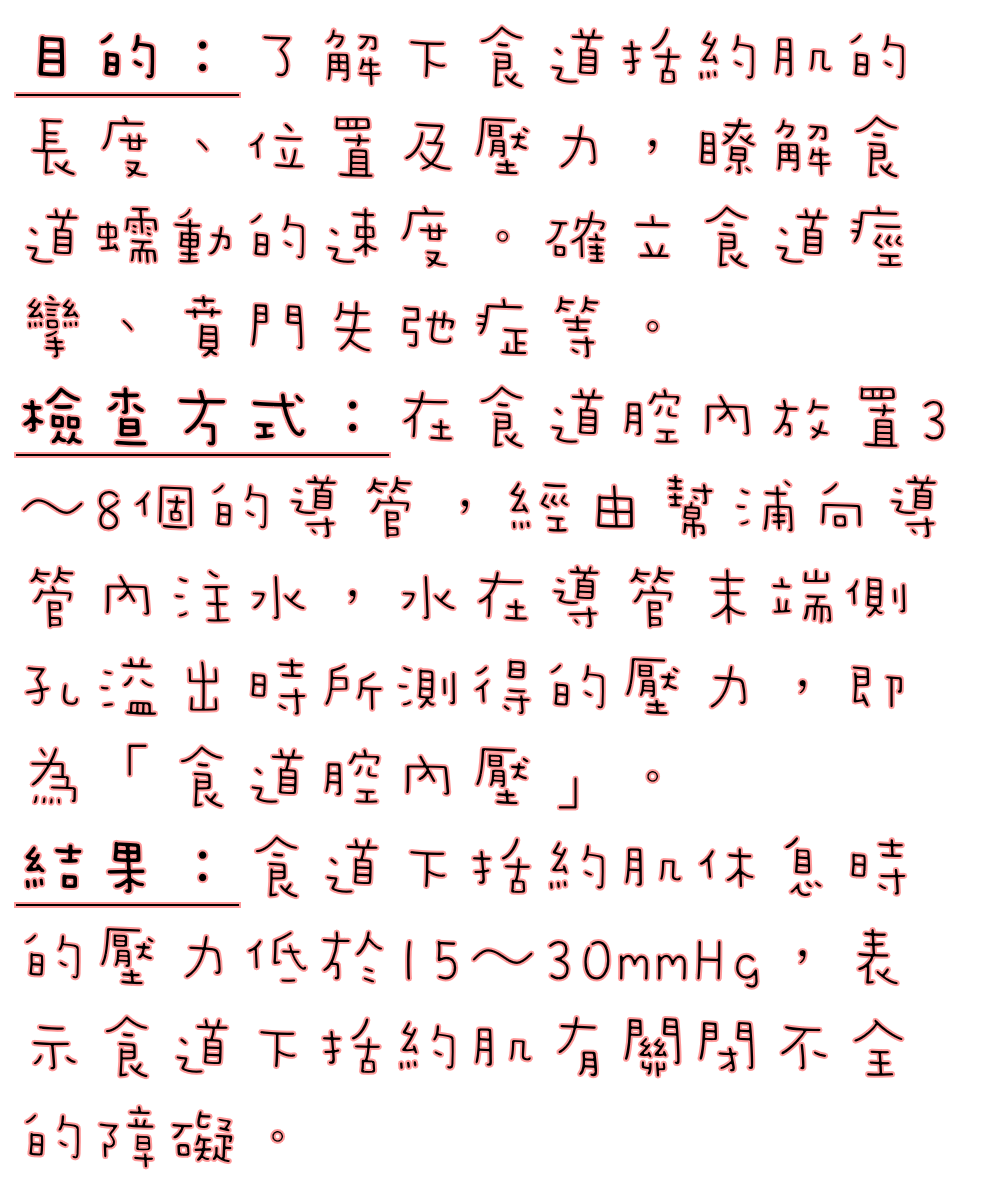 目的：了解下食道括約肌的
長度、位置及壓力，瞭解食
道蠕動的速度。確立食道痙
攣、賁門失弛症等。
檢查方式：在食道腔內放置3
～8個的導管，經由幫浦向導
管內注水，水在導管末端側
孔溢出時所測得的壓力，即
為「食道腔內壓」。
結果：食道下括約肌休息時
的壓力低於15～30mmHg，表
示食道下括約肌有關閉不全
的障礙。